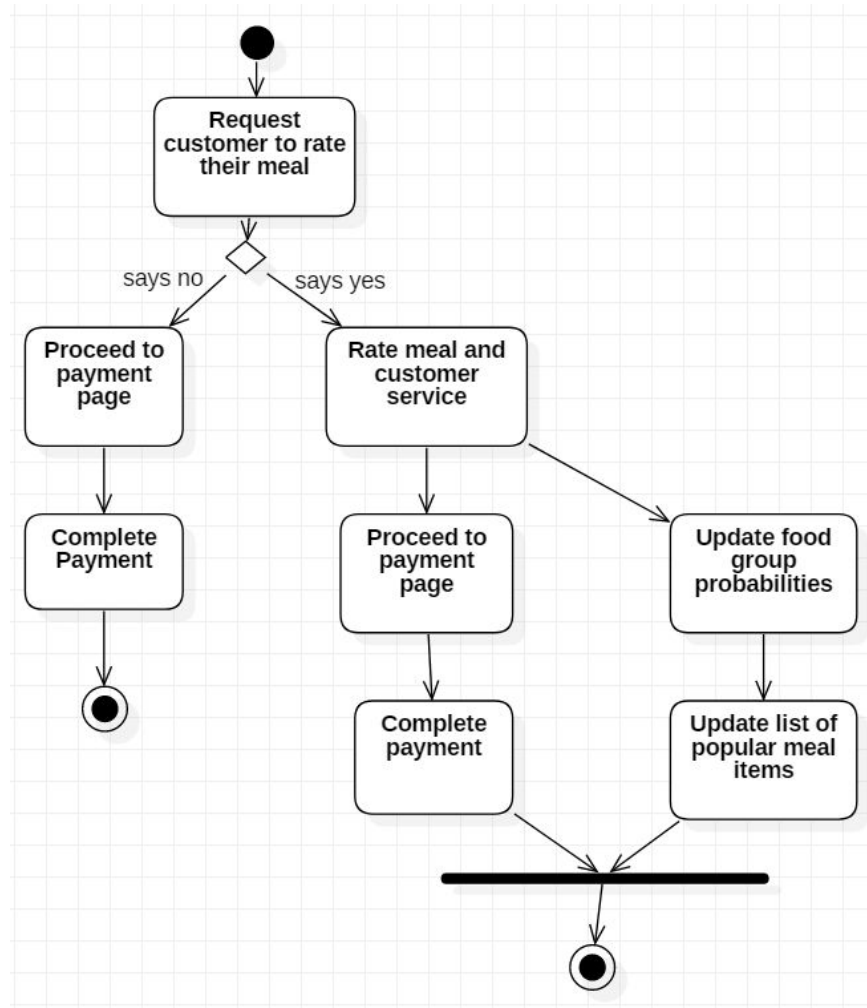 Request
customer to rate
their meal
says no
says yes
Proceed to
payment
page
Rate meal and
customer
service
Complete
Payment
Proceed to
payment
page
Update food
group
probabilities
Complete
payment
Update list of
popular meal
items